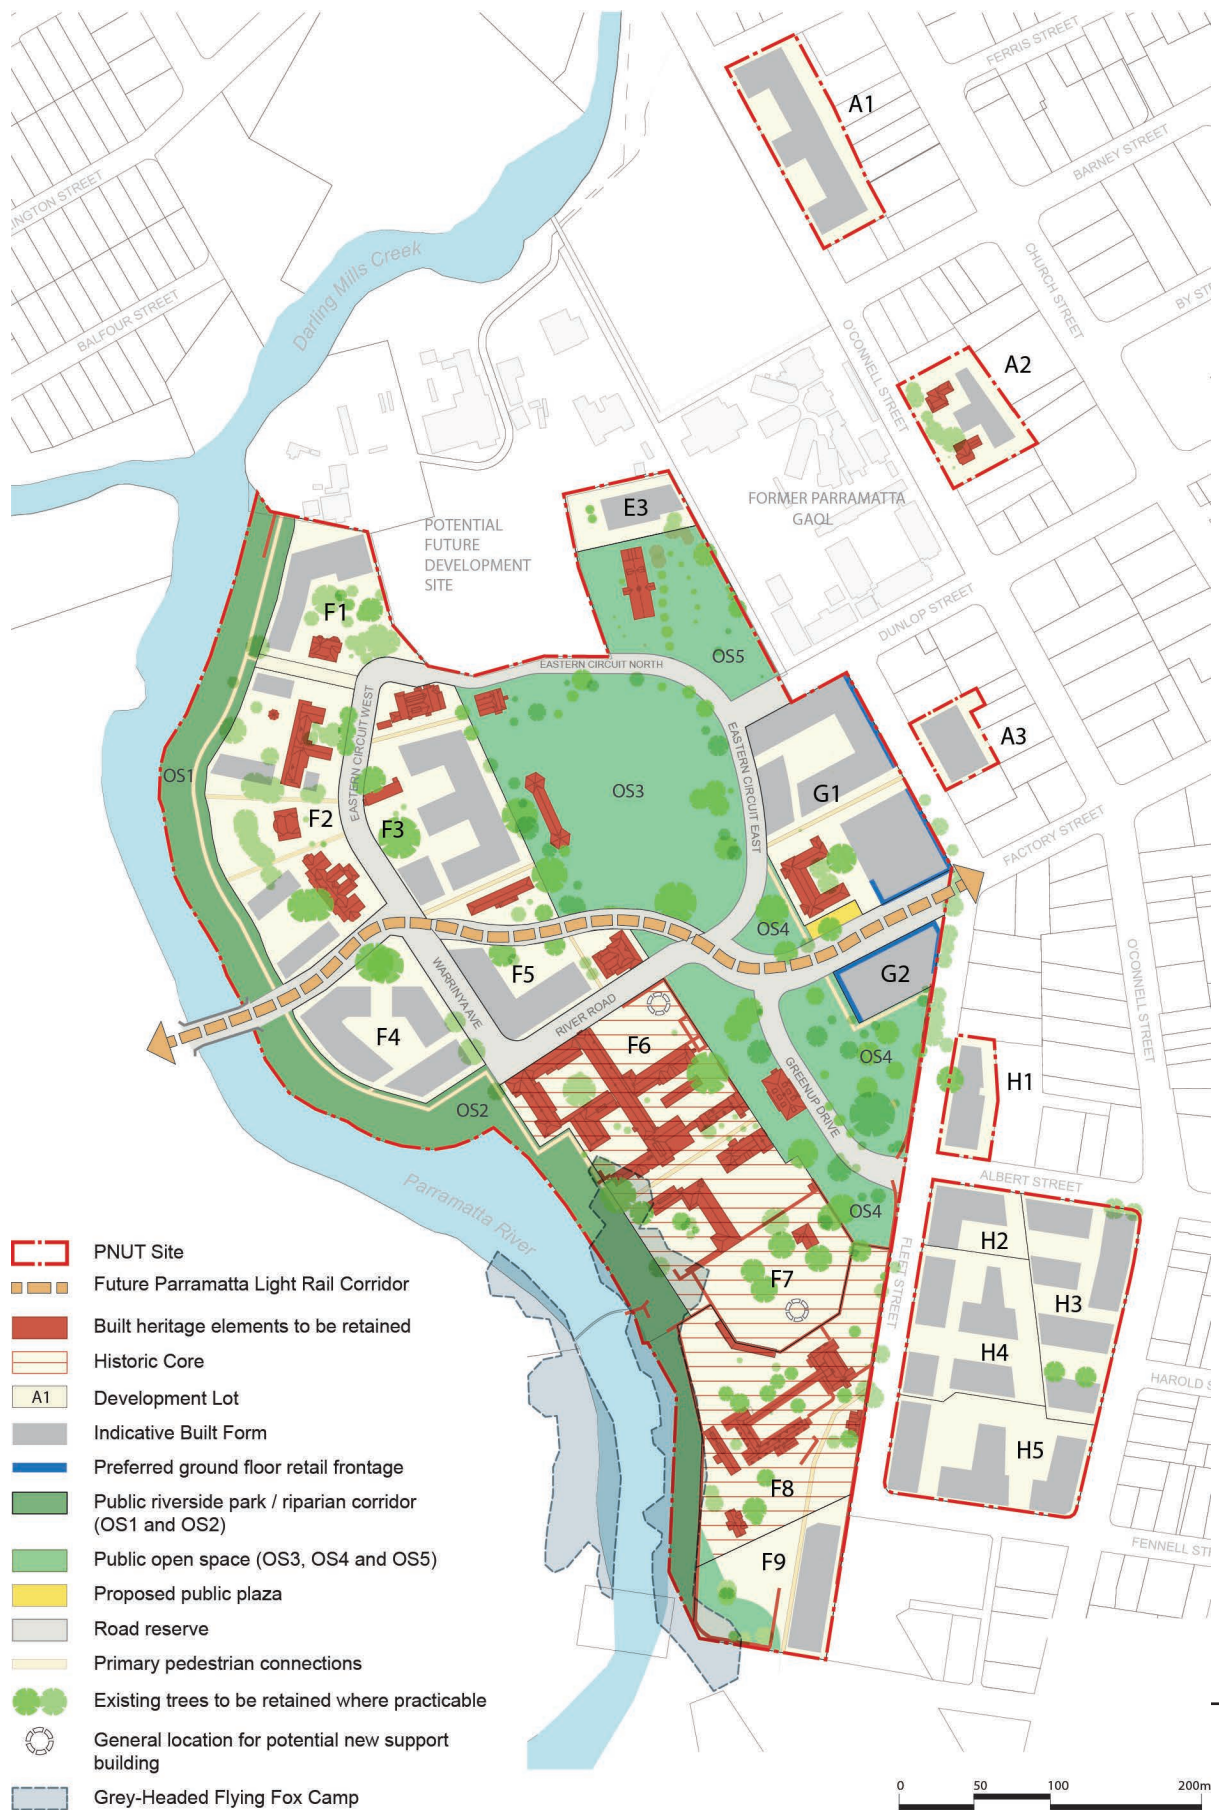 FERRIS STREET
A1
BARNEY STREET
LINGTON STREET
CHURCH STREET
Darling Mills Creek
BALFOUR STREET
BY ST
O'CONNELL STREET
A2
FORMER PARRAMATTA
GAOL
E3
POTENTIAL
FUTURE
DEVELOPMENT
SITE
F1
DUNLOP STREET
OS5
EASTERN CIRCUIT NORTH
EASTERN CIRCUIT WEST
EASTERN CIRCUIT EAST
A3
OS1
OS3
G1
F2
F3
FACTORY STREET
OS4
F5
G2
WARRINYA AVE
O'CONNELL STREET
RIVER ROAD
F4
F6
OS4
GREENUP DRIVE
H1
OS2
ALBERT STREET
Parramatta River
OS4
H2
FLEET STREET
F7
H3
H4
HAROLD S
H5
F8
FENNELL STR
F9
PNUT Site
Future Parramatta Light Rail Corridor
Built heritage elements to be retained
Historic Core
A1 Development Lot
Indicative Built Form
Preferred ground floor retail frontage
Public riverside park / riparian corridor
(OS1 and OS2)
Public open space (OS3, OS4 and OS5)
Proposed public plaza
Road reserve
Primary pedestrian connections
Existing trees to be retained where practicable
General location for potential new support
building
Grey-Headed Flying Fox Camp
0 50 100 200m